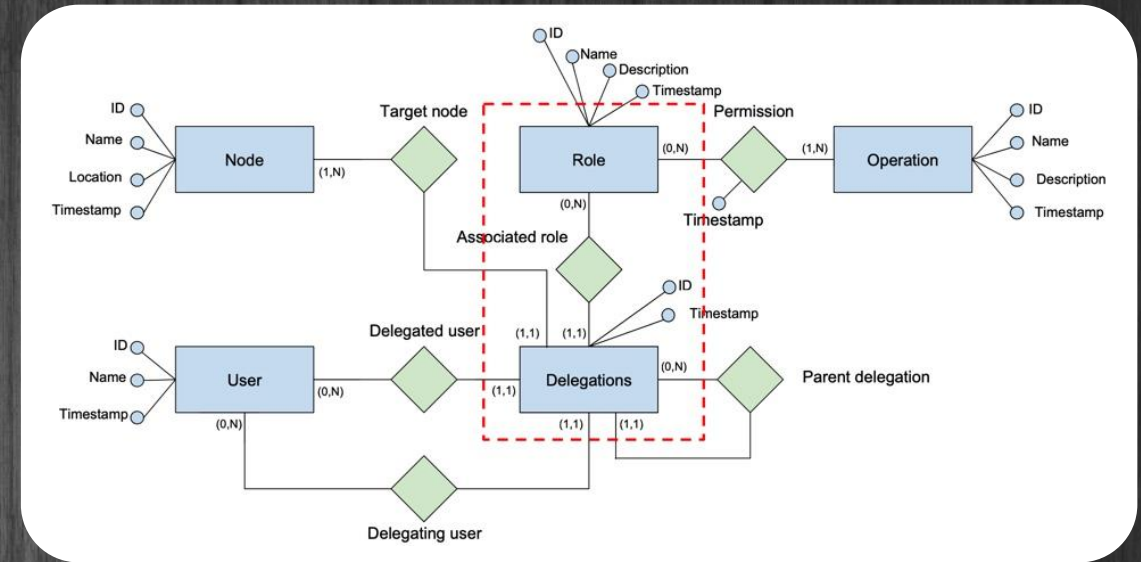 ID
Name
Description
Timestamp
ID
Name
Location
Timestamp
Node
(1,N)
Target node
Role
(0,N)
(0,N)
Permission
Timestamp
(1,N)
Operation
ID
Name
Description
Timestamp
Associated role
ID
Timestamp
(1,1)
(1,1)
ID
Name
Timestamp
User
(0,N)
(0,N)
Delegated user
(1,1)
Delegations
(0,N)
(1,1)
(1,1)
Parent delegation
Delegating user